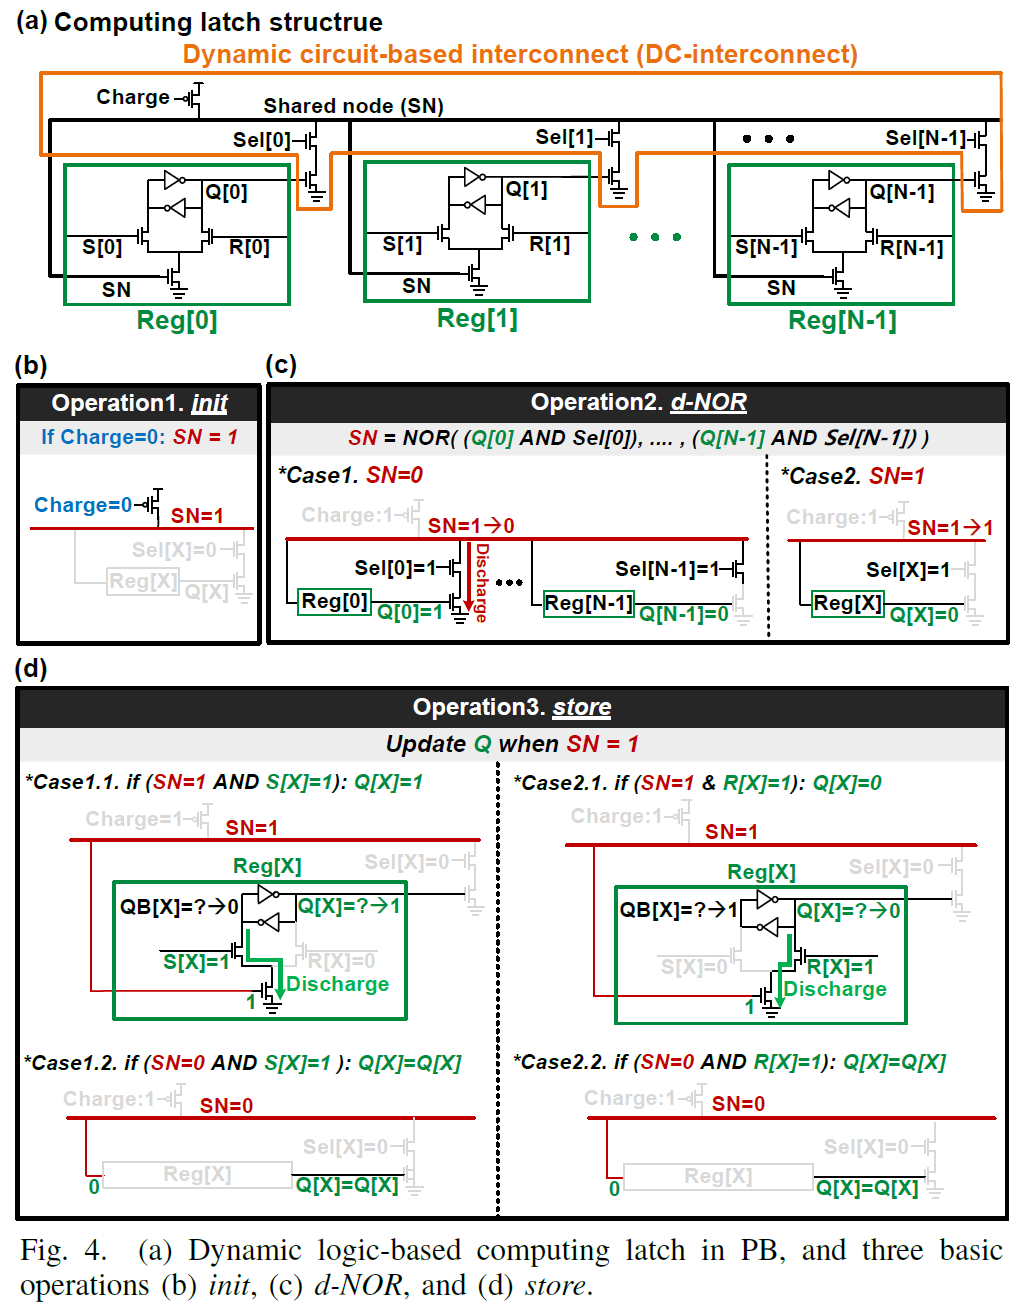 (a) Computing latch structrue
Dynamic circuit-based interconnect (DC-interconnect)
Charge
Shared node (SN)
Sel[0]
Sel[1]
Sel[N-1]
Q[0]
Q[1]
Q[N-1]
S[0]
R[0]
S[1]
R[1]
S[N-1]
R[N-1]
SN
SN
SN
Reg[0]
Reg[1]
Reg[N-1]
(b)
Operation1. init
If Charge=0: SN = 1
Charge=0
SN=1
Sel[X]=0
Reg[X]
Q[X]
(c)
Operation2. d-NOR
SN = NOR( (Q[0] AND Sel[0]), .... , (Q[N-1] AND Sel[N-1]) )
*Case1. SN=0
Charge:1
SN=1→0
Sel[0]=1
Discharge
Sel[N-1]=1
Reg[0]
Q[0]=1
Reg[N-1]
Q[N-1]=0
*Case2. SN=1
Charge:1
SN=1→1
Sel[X]=1
Reg[X]
Q[X]=0
(d)
Operation3. store
Update Q when SN = 1
*Case1.1. if (SN=1 AND S[X]=1): Q[X]=1
Charge=1
SN=1
Sel[X]=0
Reg[X]
QB[X]=?→0
Q[X]=?→1
S[X]=1
R[X]=0
Discharge
1
*Case2.1. if (SN=1 & R[X]=1): Q[X]=0
Charge:1
SN=1
Sel[X]=0
Reg[X]
QB[X]=?→1
Q[X]=?→0
S[X]=0
R[X]=1
Discharge
1
*Case1.2. if (SN=0 AND S[X]=1 ): Q[X]=Q[X]
Charge:1
SN=0
Sel[X]=0
Reg[X]
0
Q[X]=Q[X]
*Case2.2. if (SN=0 AND R[X]=1): Q[X]=Q[X]
Charge:1
SN=0
Sel[X]=0
Reg[X]
0
Q[X]=Q[X]
Fig. 4. (a) Dynamic logic-based computing latch in PB, and three basic
operations (b) init, (c) d-NOR, and (d) store.